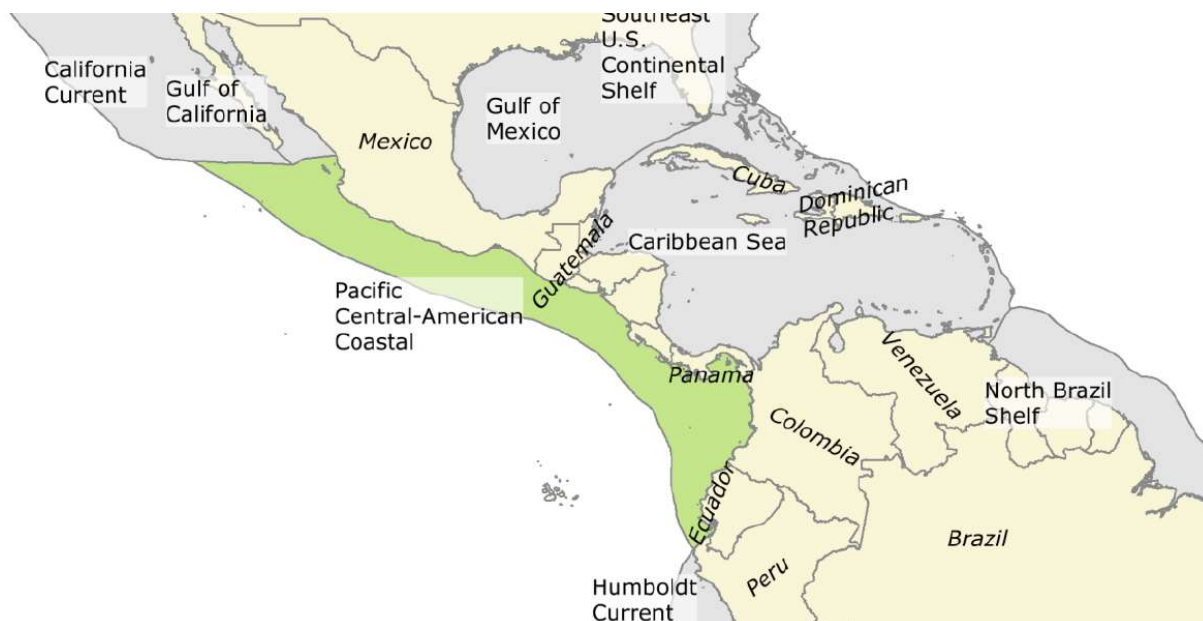 Southeast
U.S.
Continental
Shelf
California
Current
Gulf of
California
Gulf of
Mexico
Mexico
Cuba
Dominican
Republic
Caribbean Sea
Guatemala
Pacific
Central-American
Coastal
Panama
Venezuela
North Brazil
Shelf
Colombia
Ecuador
Brazil
Peru
Humboldt
Current